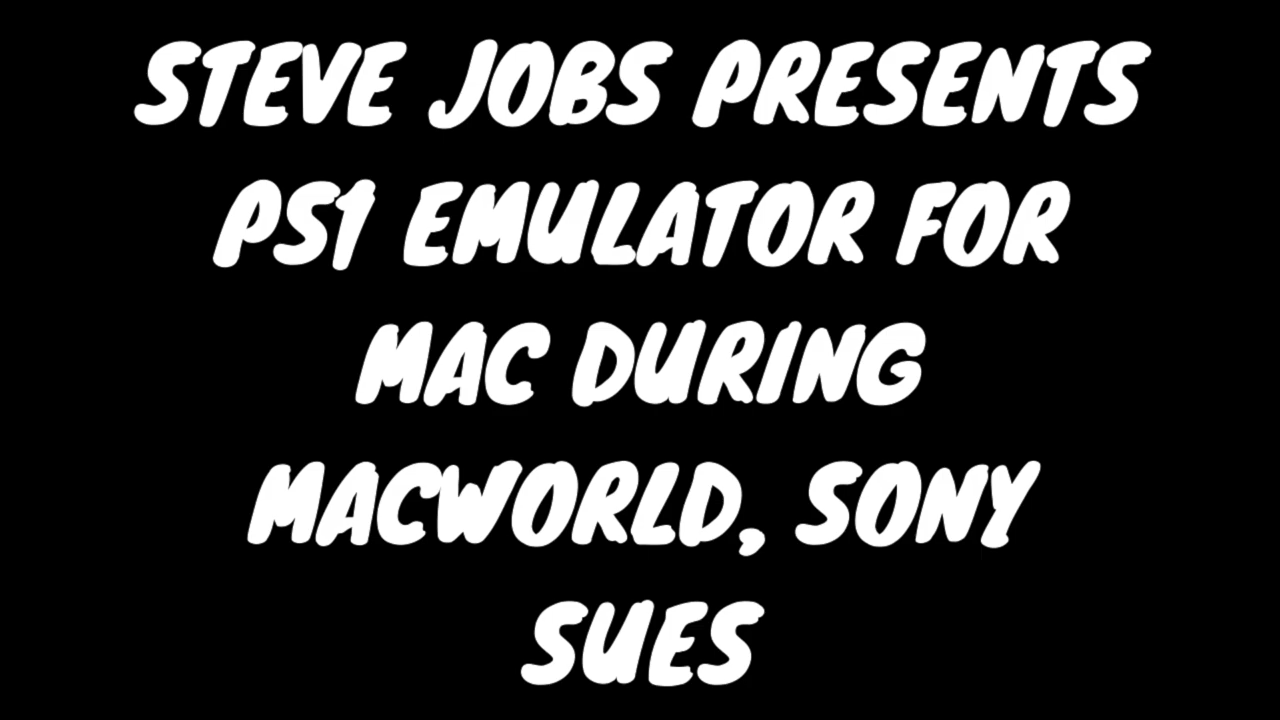 STEVE JOBS PRESENTS
PS1 EMULATOR FOR
MAC DURING
MACWORLD, SONY
SUES